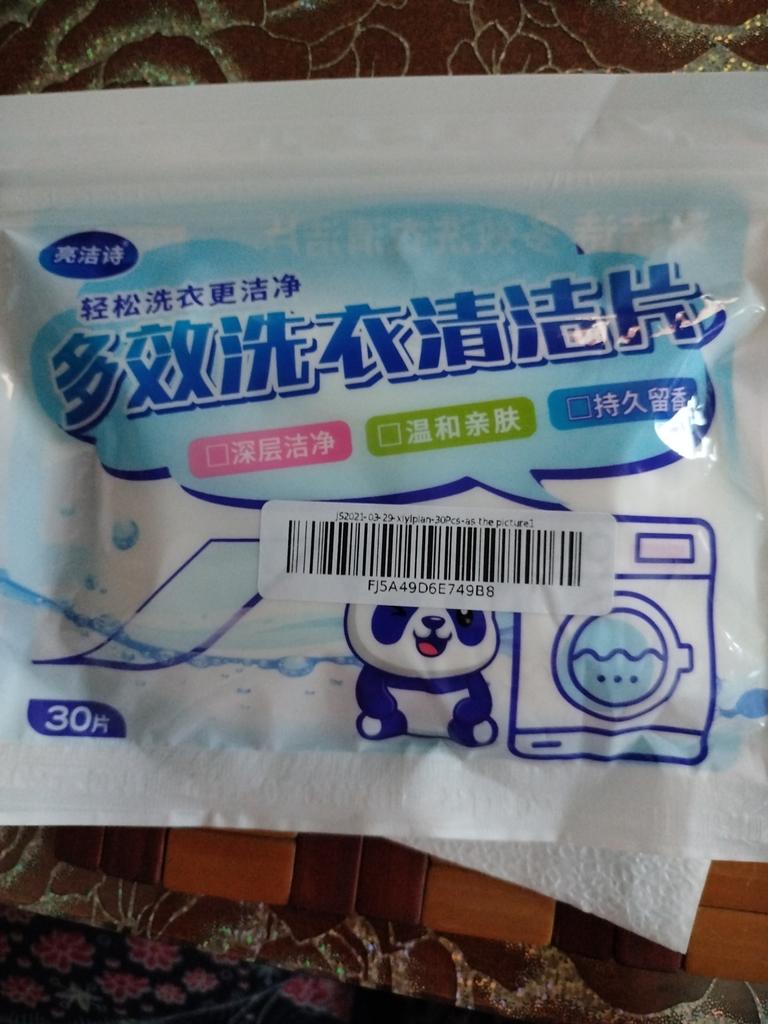 亮洁诗
轻松洗衣更洁净
多效洗衣清洁片
深层洁净
温和亲肤
持久留香
JS2021-03-29-xiyipian-30Pcs-as the picture1
FJ5A49D6E749B8
30片